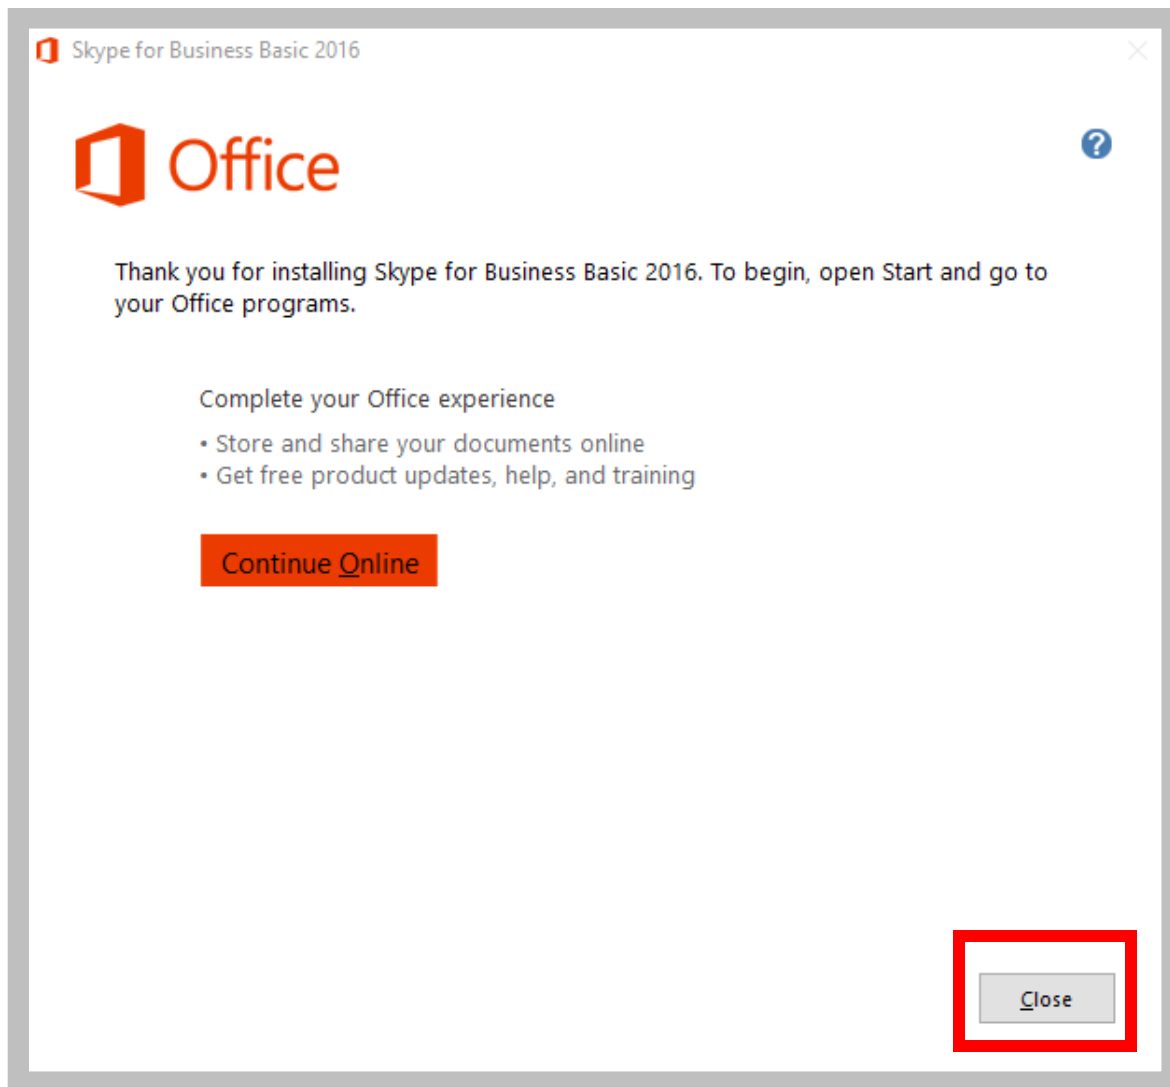 Skype for Business Basic 2016
Office
?
Thank you for installing Skype for Business Basic 2016. To begin, open Start and go to
your Office programs.
Complete your Office experience
• Store and share your documents online
• Get free product updates, help, and training
Continue Online
Close